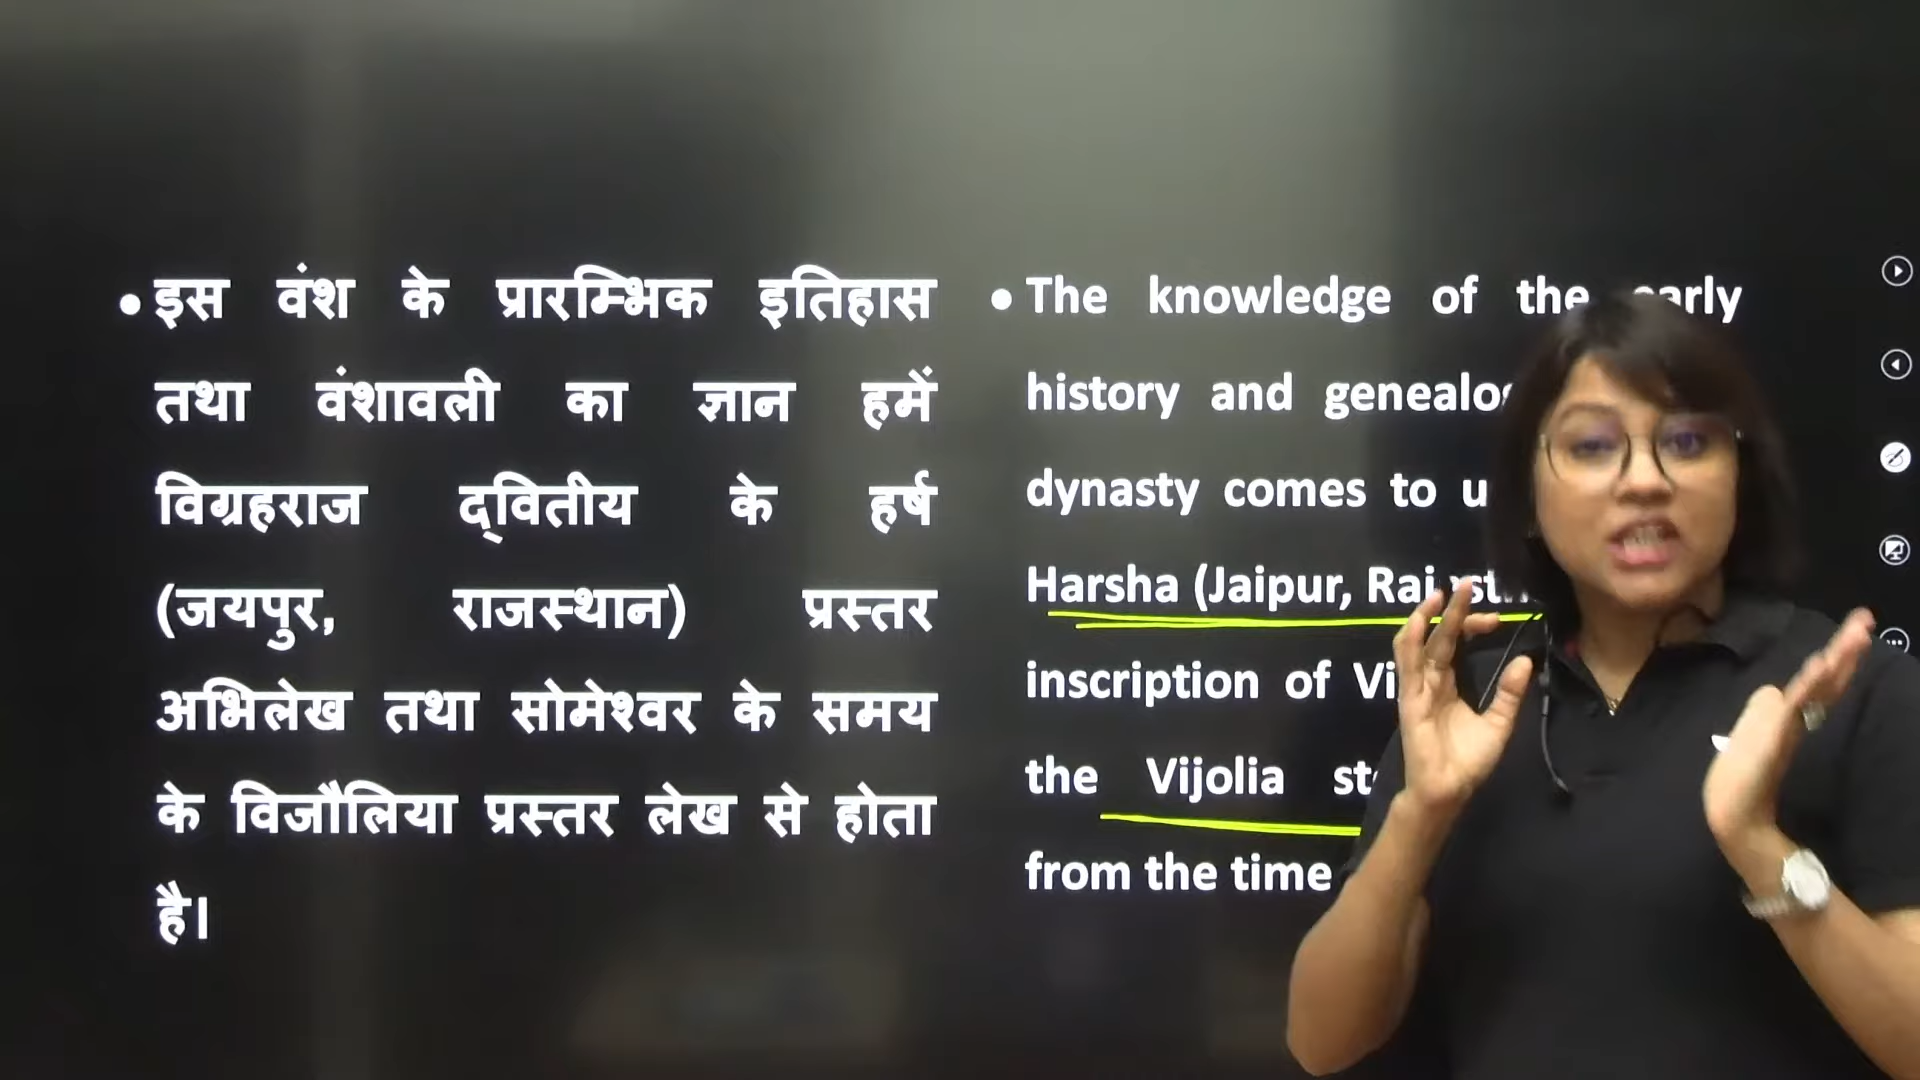 • इस वंश के प्रारम्भिक इतिहास
तथा वंशावली का ज्ञान हमें
विग्रहराज द्वितीय के हर्ष
(जयपुर, राजस्थान) प्रस्तर
अभिलेख तथा सोमेश्वर के समय
के विजौलिया प्रस्तर लेख से होता
है।
• The knowledge of the early
history and
dynasty comes to
Harsha (Jaipur,
inscription of
the Vijolia
from the time